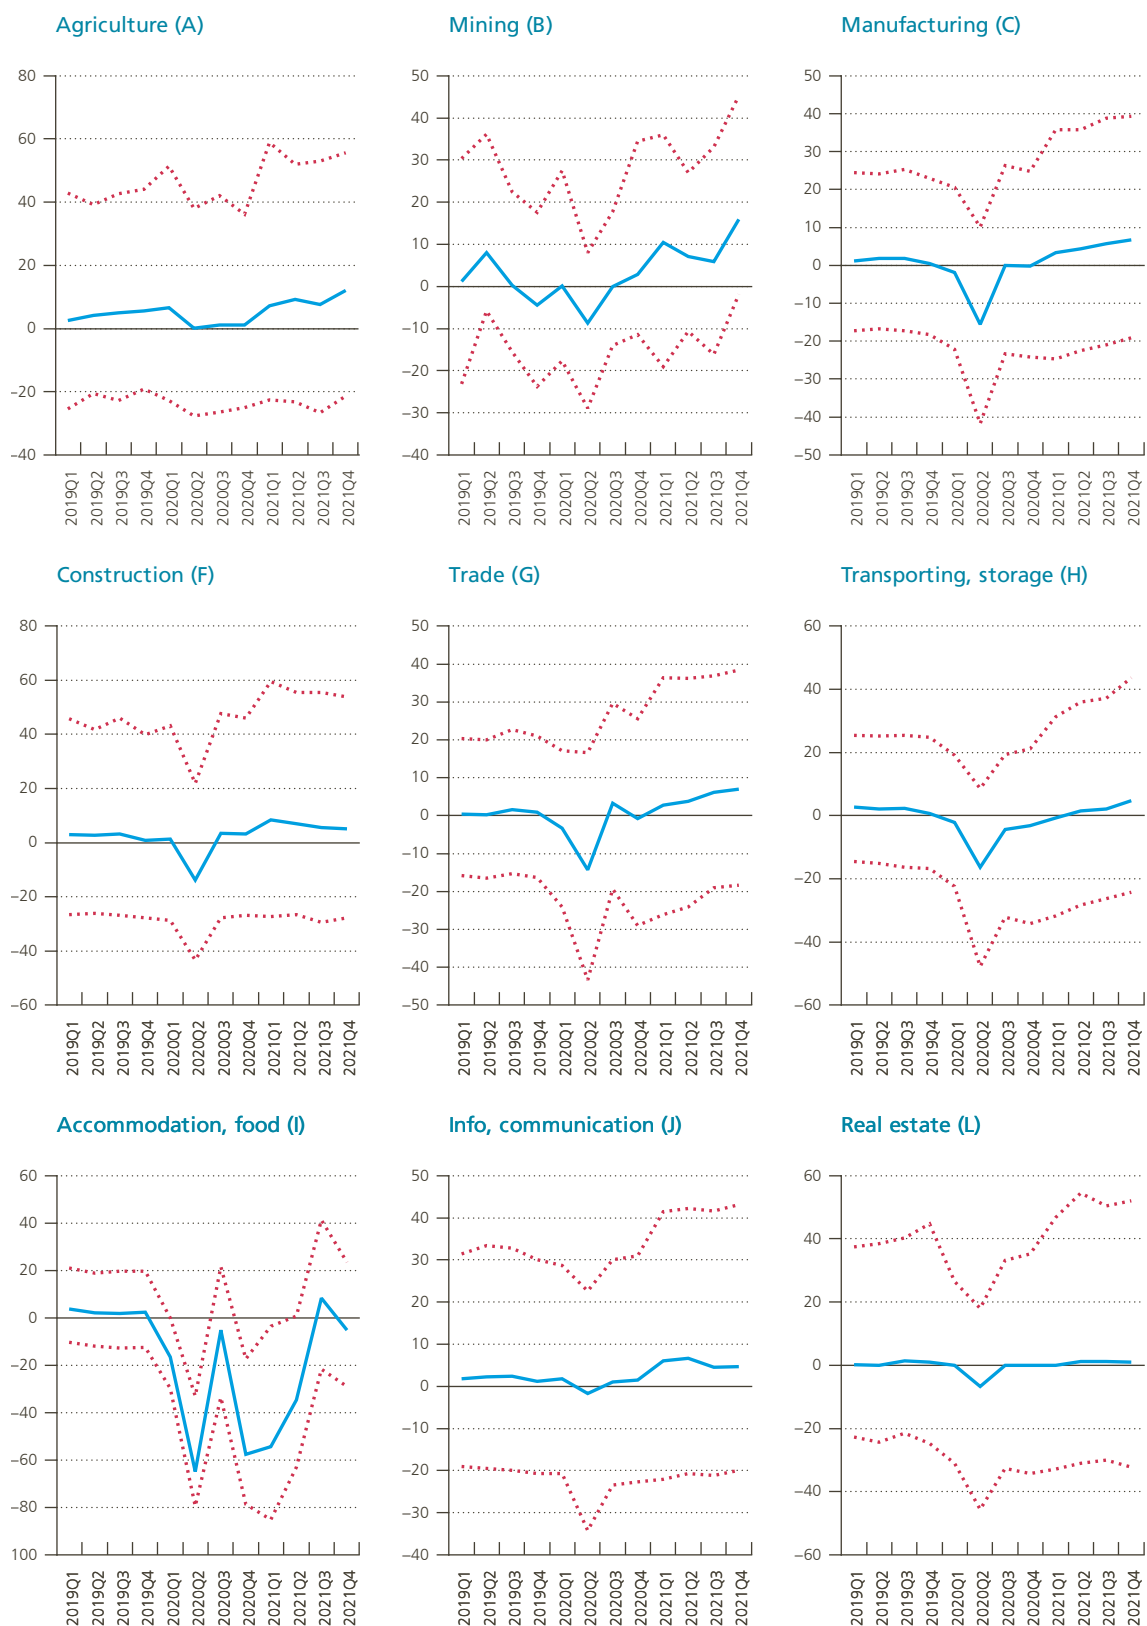 Agriculture (A)
80
60
40
20
0
−20
−40
2019Q1
2019Q2
2019Q3
2019Q4
2020Q1
2020Q2
2020Q3
2020Q4
2021Q1
2021Q2
2021Q3
2021Q4
Mining (B)
50
40
30
20
10
0
−10
−20
−30
−40
2019Q1
2019Q2
2019Q3
2019Q4
2020Q1
2020Q2
2020Q3
2020Q4
2021Q1
2021Q2
2021Q3
2021Q4
Manufacturing (C)
50
40
30
20
10
0
−10
−20
−30
−40
−50
2019Q1
2019Q2
2019Q3
2019Q4
2020Q1
2020Q2
2020Q3
2020Q4
2021Q1
2021Q2
2021Q3
2021Q4
Construction (F)
80
60
40
20
0
−20
−40
−60
2019Q1
2019Q2
2019Q3
2019Q4
2020Q1
2020Q2
2020Q3
2020Q4
2021Q1
2021Q2
2021Q3
2021Q4
Trade (G)
50
40
30
20
10
0
−10
−20
−30
−40
−50
2019Q1
2019Q2
2019Q3
2019Q4
2020Q1
2020Q2
2020Q3
2020Q4
2021Q1
2021Q2
2021Q3
2021Q4
Transporting, storage (H)
60
40
20
0
−20
−40
−60
2019Q1
2019Q2
2019Q3
2019Q4
2020Q1
2020Q2
2020Q3
2020Q4
2021Q1
2021Q2
2021Q3
2021Q4
Accommodation, food (I)
60
40
20
0
−20
−40
−60
−80
100
2019Q1
2019Q2
2019Q3
2019Q4
2020Q1
2020Q2
2020Q3
2020Q4
2021Q1
2021Q2
2021Q3
2021Q4
Info, communication (J)
50
40
30
20
10
0
−10
−20
−30
−40
2019Q1
2019Q2
2019Q3
2019Q4
2020Q1
2020Q2
2020Q3
2020Q4
2021Q1
2021Q2
2021Q3
2021Q4
Real estate (L)
60
40
20
0
−20
−40
−60
2019Q1
2019Q2
2019Q3
2019Q4
2020Q1
2020Q2
2020Q3
2020Q4
2021Q1
2021Q2
2021Q3
2021Q4